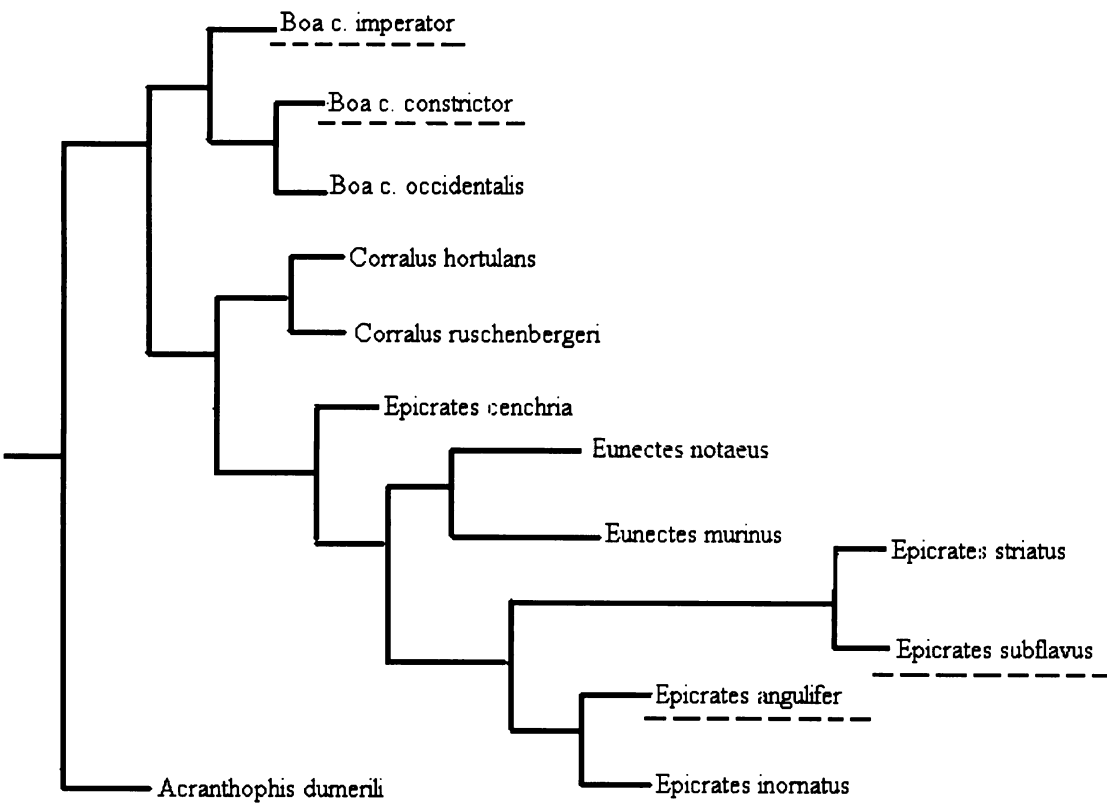 Boa c. imperator
Boa c. constrictor
Boa c. occidentalis
Corralus hortulans
Corralus ruschenbergeri
Epicrates cenchria
Eunectes notaeus
Eunectes murinus
Epicrates striatus
Epicrates subflavus
Epicrates angulifer
Epicrates inornatus
Acranthophis dumerili